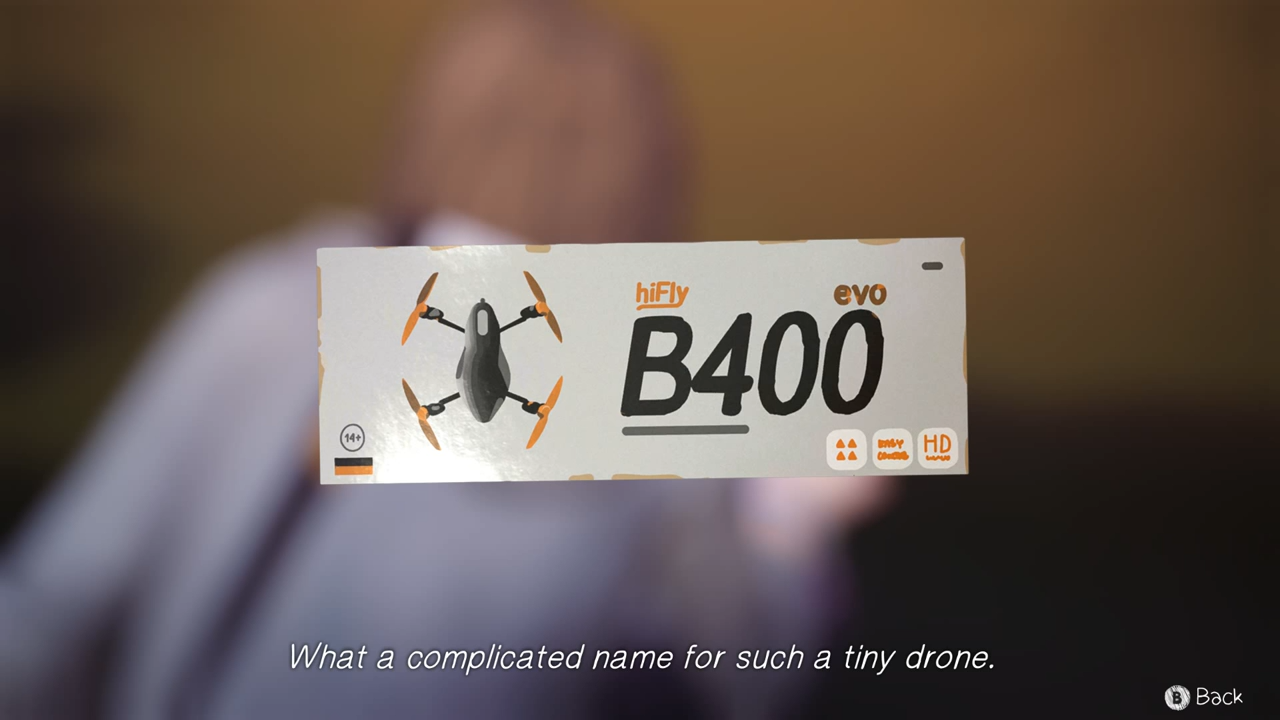 hiFly
evo
B400
14+
HD
What a complicated name for such a tiny drone.
B Back